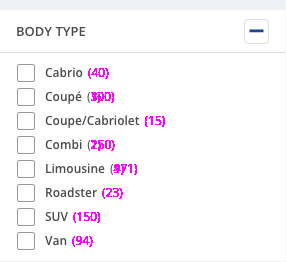 BODY TYPE
Cabrio (40)
Coupé
Coupe/Cabriolet (15)
Combi
Limousine
Roadster (23)
SUV (150)
Van (94)